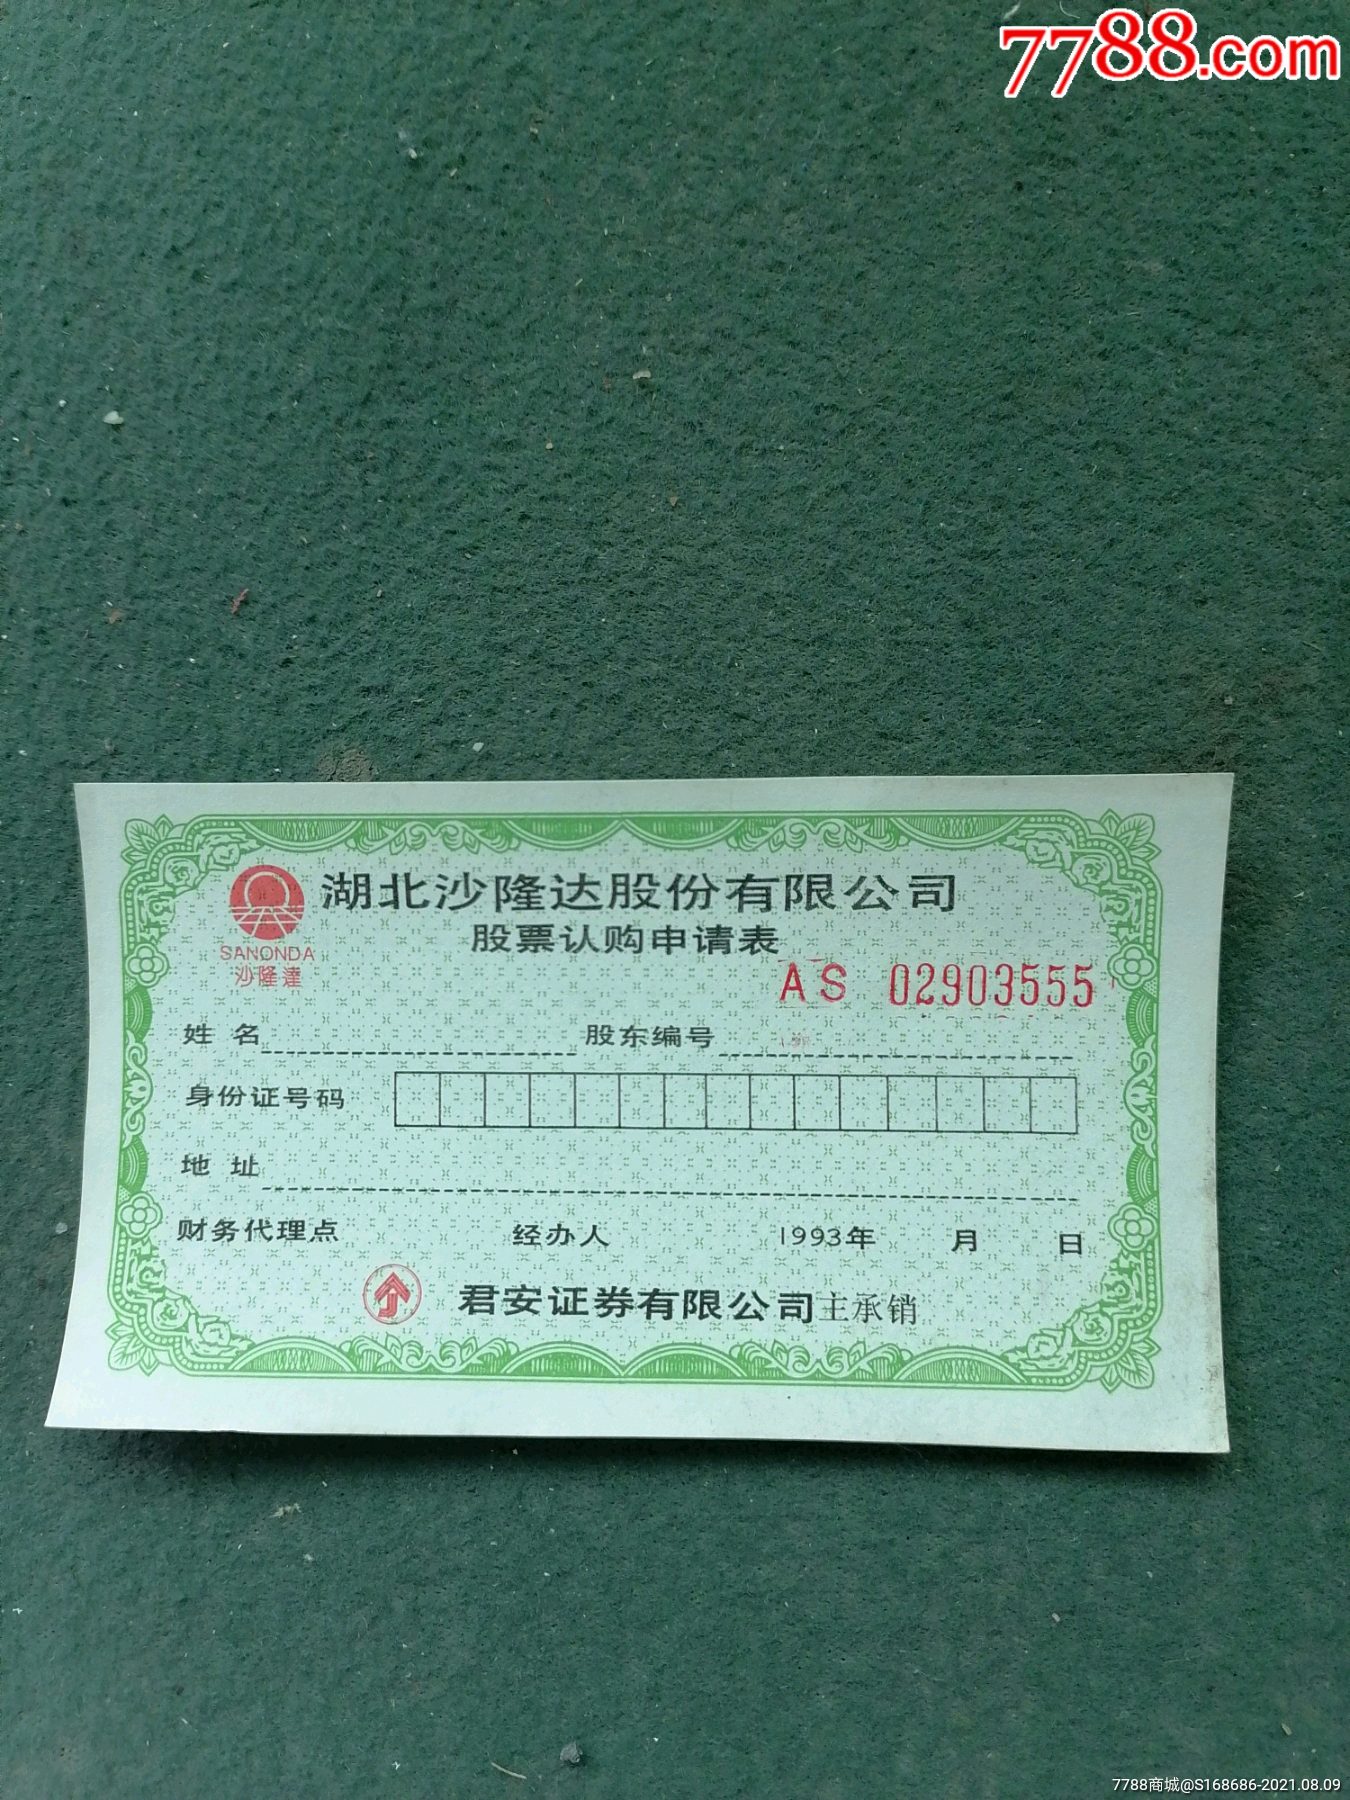 7788.com
湖北沙隆达股份有限公司
SANONDA
沙隆達
股票认购申请表
AS 02903555
姓名 股东编号
身份证号码
地址
财务代理点 经办人 1993年 月 日
君安证券有限公司主承销
7788商城@S168686-2021.08.09